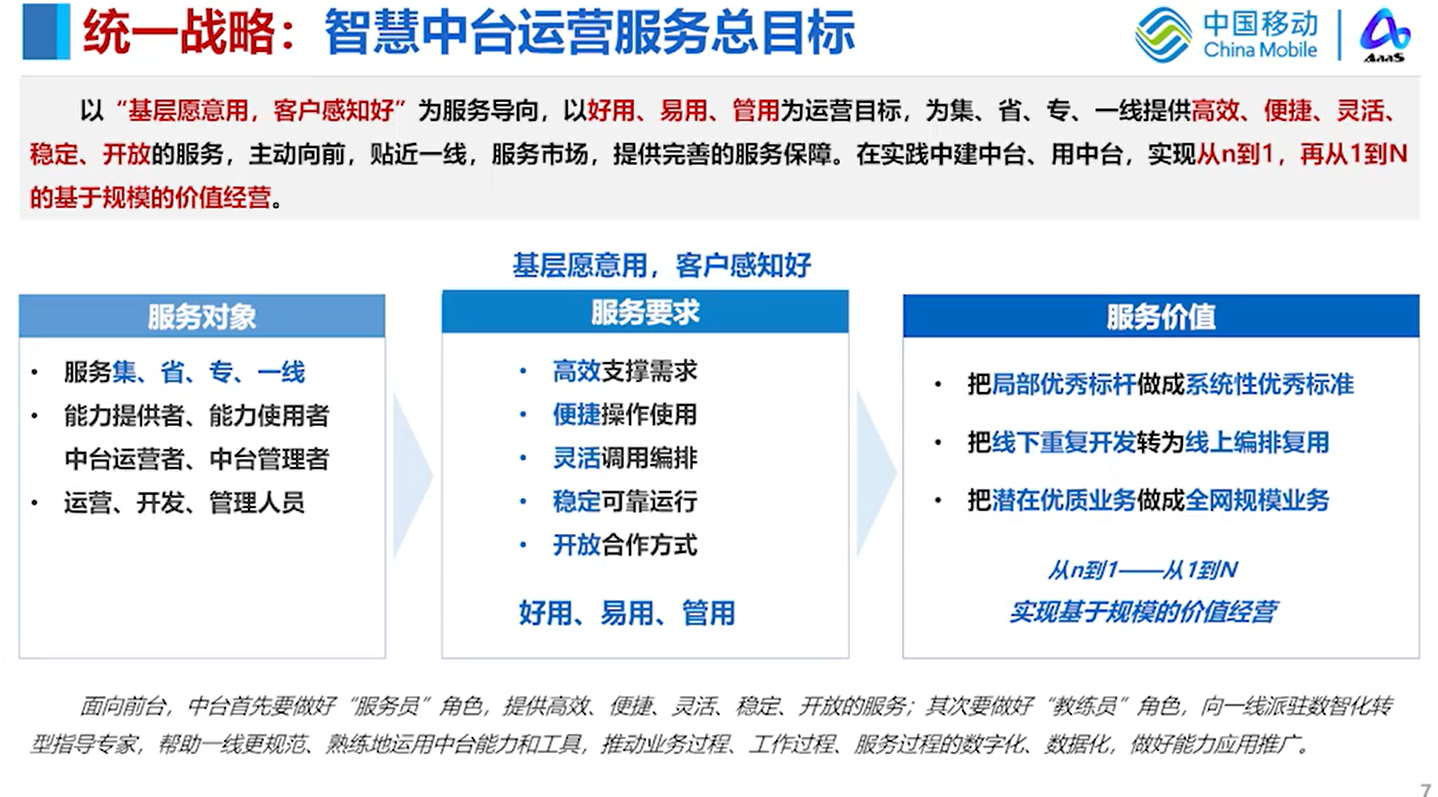 统一战略：智慧中台运营服务总目标
中国移动
China Mobile
AaaS
以“基层愿意用，客户感知好”为服务导向，以好用、易用、管用为运营目标，为集、省、专、一线提供高效、便捷、灵活、
稳定、开放的服务，主动向前，贴近一线，服务市场，提供完善的服务保障。在实践中建中台、用中台，实现从n到1，再从1到N
的基于规模的价值经营。
基层愿意用，客户感知好
服务对象
• 服务集、省、专、一线
• 能力提供者、能力使用者
中台运营者、中台管理者
• 运营、开发、管理人员
服务要求
• 高效支撑需求
• 便捷操作使用
• 灵活调用编排
• 稳定可靠运行
• 开放合作方式
好用、易用、管用
服务价值
• 把局部优秀标杆做成系统性优秀标准
• 把线下重复开发转为线上编排复用
• 把潜在优质业务做成全网规模业务
从n到1——从1到N
实现基于规模的价值经营
面向前台，中台首先要做好“服务员”角色，提供高效、便捷、灵活、稳定、开放的服务；其次要做好“教练员”角色，向一线派驻数智化转
型指导专家，帮助一线更规范、熟练地运用中台能力和工具，推动业务过程、工作过程、服务过程的数字化、数据化，做好能力应用推广。
7